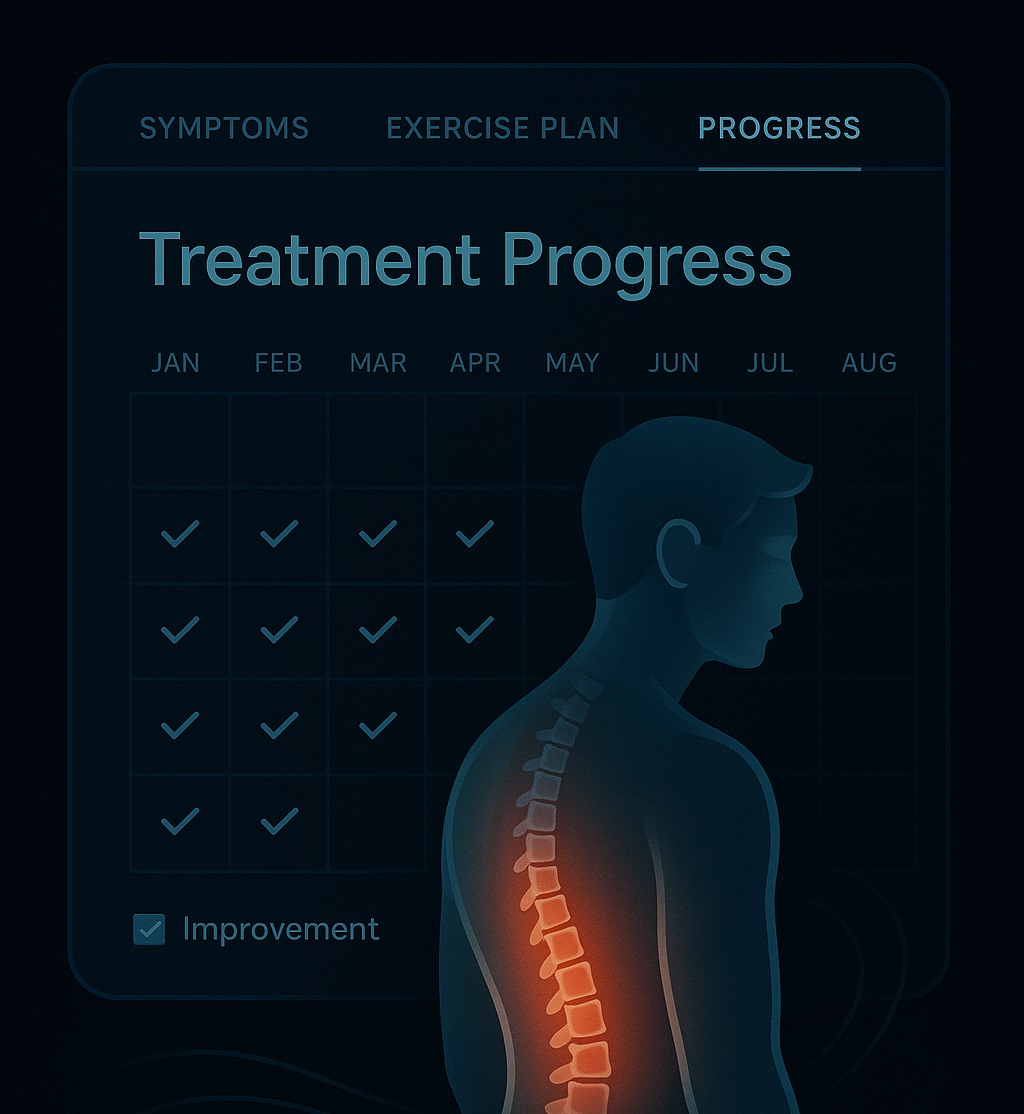 SYMPTOMS EXERCISE PLAN PROGRESS
Treatment Progress
JAN FEB MAR APR MAY JUN JUL AUG
Improvement